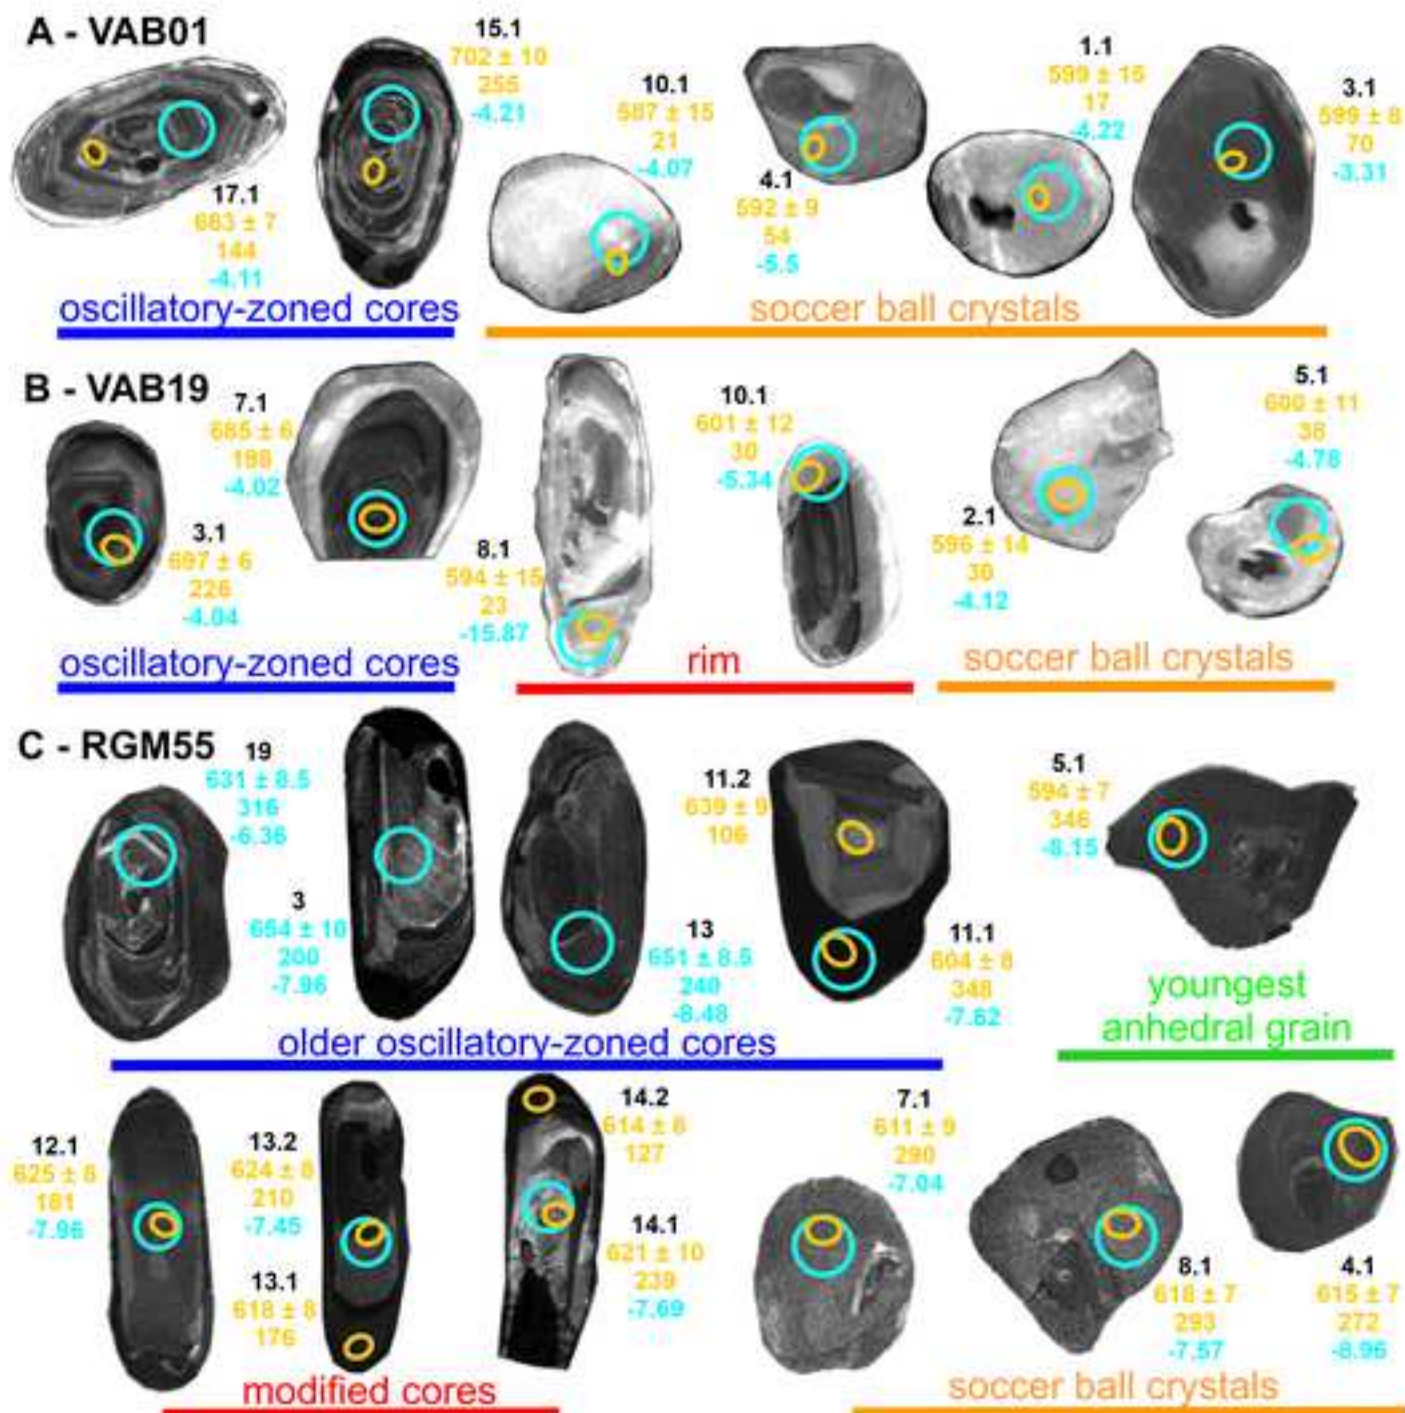 A - VAB01
17.1
683 ± 7
144
-4.11
15.1
702 ± 10
255
-4.21
oscillatory-zoned cores
10.1
587 ± 15
21
-4.07
4.1
592 ± 9
54
-5.5
1.1
599 ± 16
17
-4.22
3.1
599 ± 8
70
-3.31
soccer ball crystals
B - VAB19
3.1
697 ± 6
226
-4.04
7.1
685 ± 6
198
-4.02
oscillatory-zoned cores
8.1
594 ± 15
23
-15.87
10.1
601 ± 12
30
-5.34
rim
2.1
596 ± 14
30
-4.12
5.1
600 ± 11
38
-4.78
soccer ball crystals
C - RGM55
19
631 ± 8.5
316
-6.36
3
654 ± 10
200
-7.96
13
651 ± 8.5
240
-8.48
11.2
639 ± 9
106
11.1
604 ± 8
348
-7.62
older oscillatory-zoned cores
5.1
594 ± 7
346
-8.15
youngest
anhedral grain
12.1
625 ± 8
181
-7.96
13.2
624 ± 8
210
-7.45
13.1
618 ± 8
176
14.2
614 ± 8
127
14.1
621 ± 10
239
-7.69
modified cores
7.1
611 ± 9
290
-7.04
8.1
618 ± 7
293
-7.57
4.1
615 ± 7
272
-8.96
soccer ball crystals